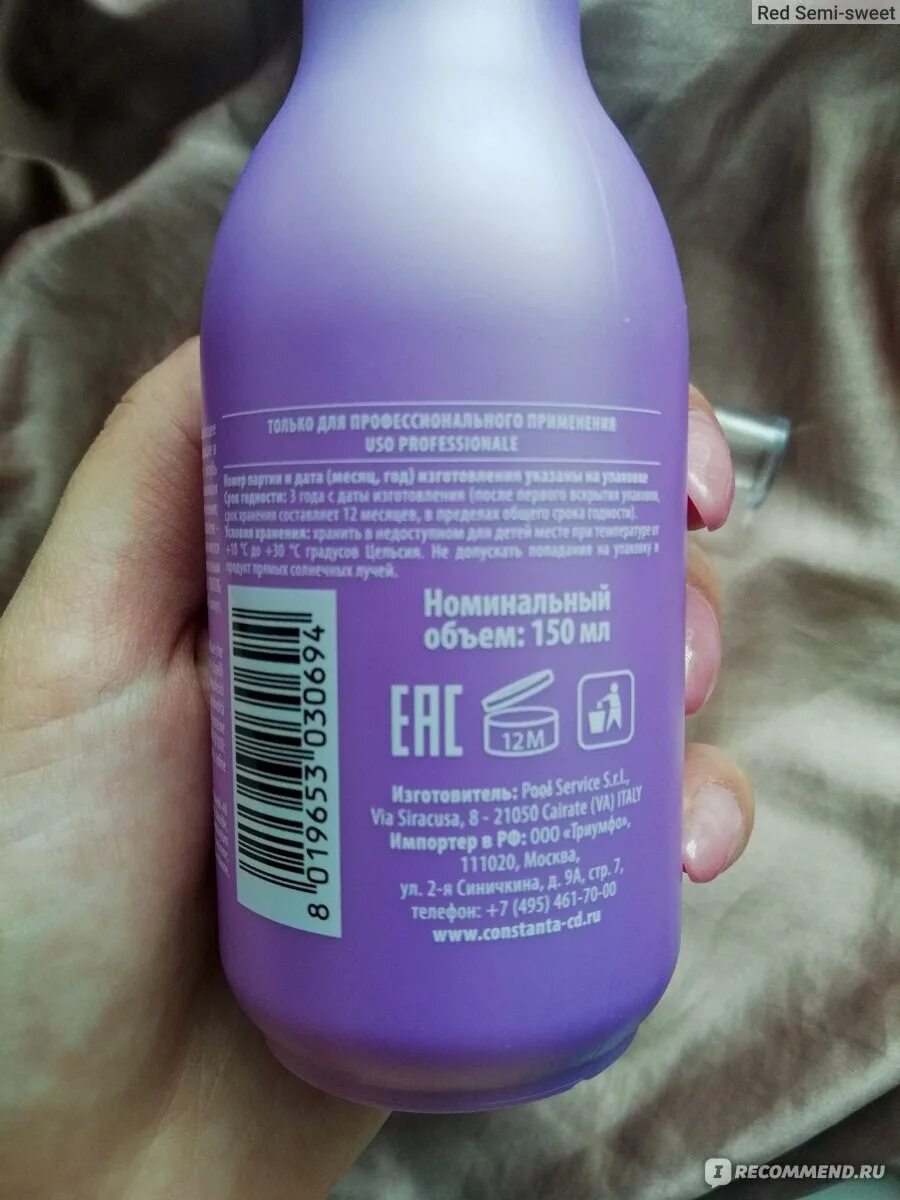 Red Semi-sweet
ТОЛЬКО ДЛЯ ПРОФЕССИОНАЛЬНОГО ПРИМЕНЕНИЯ
USO PROFESSIONALE
Номер партии и дата (месяц, год) изготовления указаны на упаковке
Срок годности: 3 года с даты изготовления (после первого вскрытия упаковки,
срок хранения составляет 12 месяцев, в пределах общего срока годности).
Условия хранения: хранить в недоступном для детей месте при температуре от
+10 °C до +30 °C градусов Цельсия. Не допускать попадания на упаковку и
продукт прямых солнечных лучей.
Номинальный
объем: 150 мл
EAC
12M
8 019653 030694
Изготовитель: Pool Service S.r.l.,
Via Siracusa, 8 - 21050 Cairate (VA) ITALY
Импортер в РФ: ООО «Триумфо»,
111020, Москва,
ул. 2-я Синичкина, д. 9А, стр. 7,
телефон: +7 (495) 461-70-00
www.constanta-cd.ru
IRECOMMEND.RU